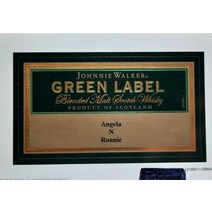 JOHNNIE WALKER.
GREEN LABEL
Blended Malt Scotch Whisky
PRODUCT OF SCOTLAND
Angela
N
Ronnie